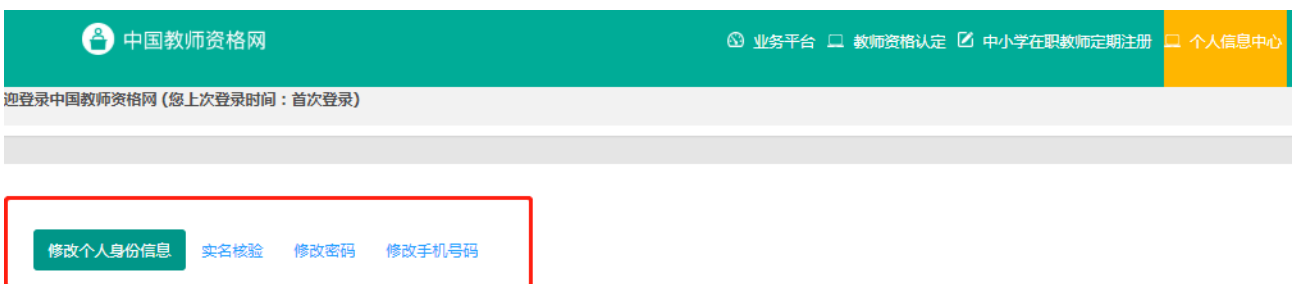 中国教师资格网 业务平台 教师资格认定 中小学在职教师定期注册 个人信息中心
迎登录中国教师资格网 (您上次登录时间：首次登录)
修改个人身份信息 实名核验 修改密码 修改手机号码